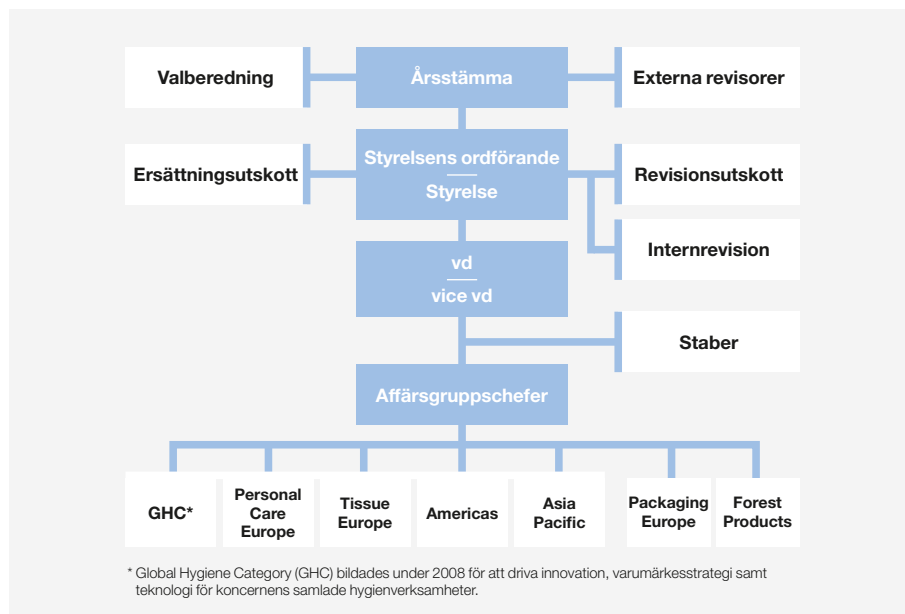 Valberedning
Årsstämma
Externa revisorer
Ersättningsutskott
Styrelsens ordförande
Styrelse
Revisionsutskott
Internrevision
vd
vice vd
Staber
Affärsgruppschefer
GHC*
Personal
Care
Europe
Tissue
Europe
Americas
Asia
Pacific
Packaging
Europe
Forest
Products
* Global Hygiene Category (GHC) bildades under 2008 för att driva innovation, varumärkesstrategi samt
teknologi för koncernens samlade hygienverksamheter.